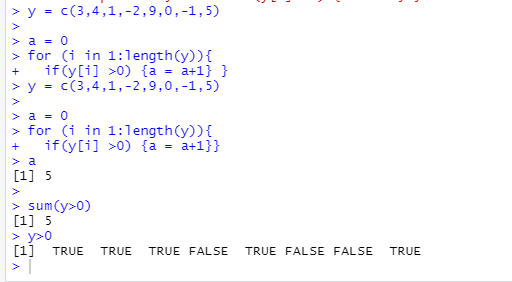 > y = c(3,4,1,-2,9,0,-1,5)
>
> a = 0
> for (i in 1:length(y)){
+   if(y[i] >0) {a = a+1} }
> y = c(3,4,1,-2,9,0,-1,5)
>
> a = 0
> for (i in 1:length(y)){
+   if(y[i] >0) {a = a+1}}
> a
[1] 5
>
> sum(y>0)
[1] 5
> y>0
[1]  TRUE  TRUE  TRUE FALSE  TRUE FALSE FALSE  TRUE
>